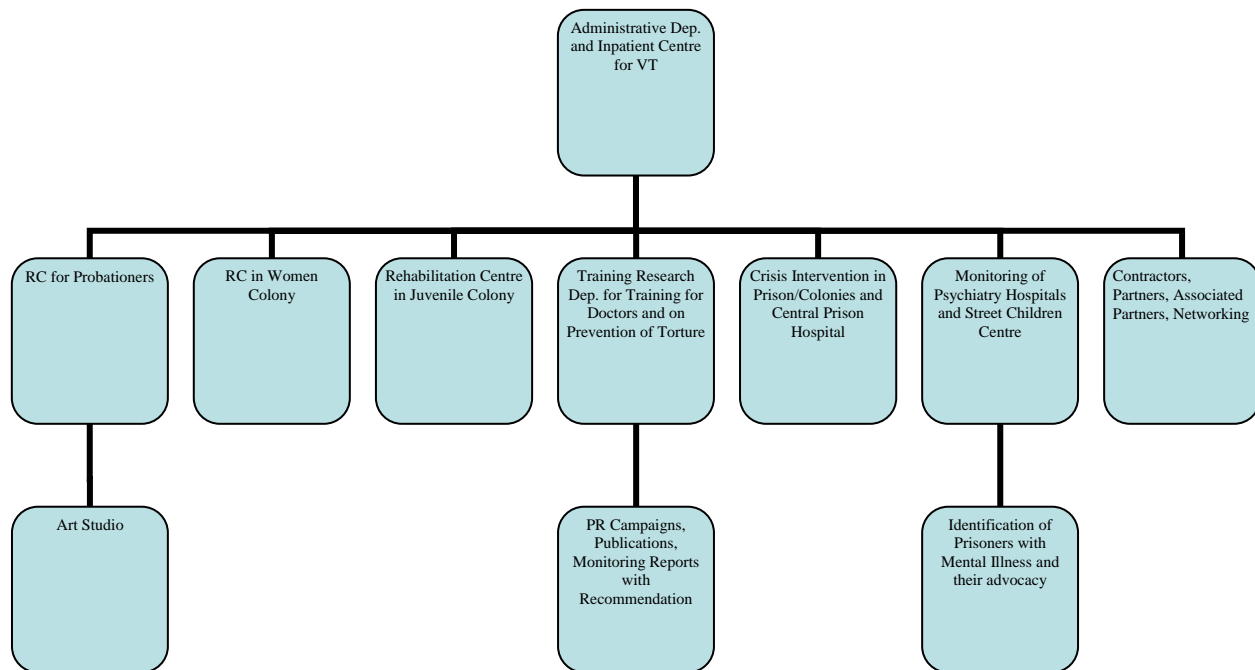 Administrative Dep.
and Inpatient Centre
for VT
RC for Probationers
RC in Women
Colony
Rehabilitation Centre
in Juvenile Colony
Training Research
Dep. for Training for
Doctors and on
Prevention of Torture
Crisis Intervention in
Prison/Colonies and
Central Prison
Hospital
Monitoring of
Psychiatry Hospitals
and Street Children
Centre
Contractors,
Partners, Associated
Partners, Networking
Art Studio
PR Campaigns,
Publications,
Monitoring Reports
with
Recommendation
Identification of
Prisoners with
Mental Illness and
their advocacy